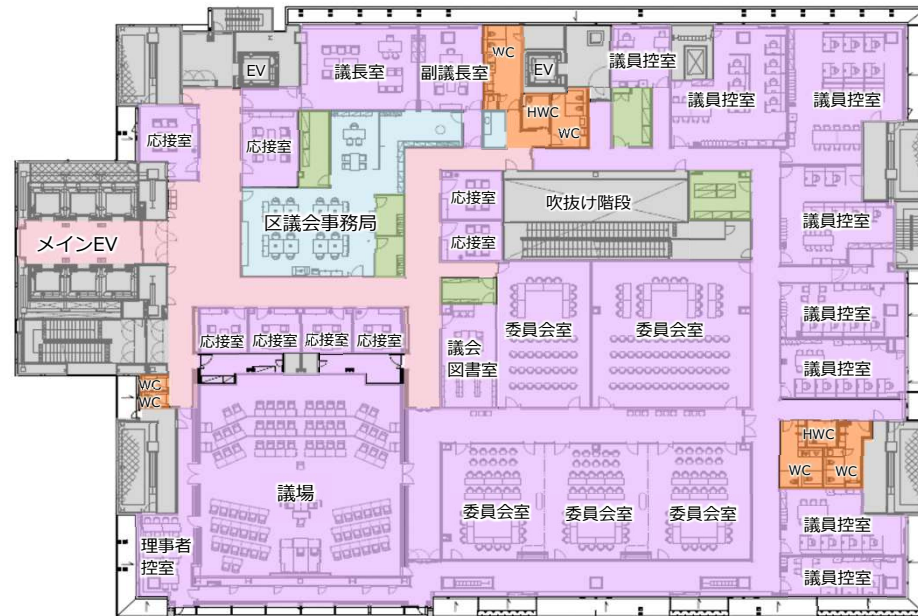 EV
議長室
副議長室
WC
EV
議員控室
議員控室
議員控室
HWC
WC
応接室
応接室
応接室
吹抜け階段
区議会事務局
議員控室
メインEV
応接室
応接室
応接室
応接室
応接室
議会
図書室
委員会室
委員会室
議員控室
議員控室
WC
WC
HWC
WC
WC
議場
委員会室
委員会室
委員会室
議員控室
理事者
控室
議員控室